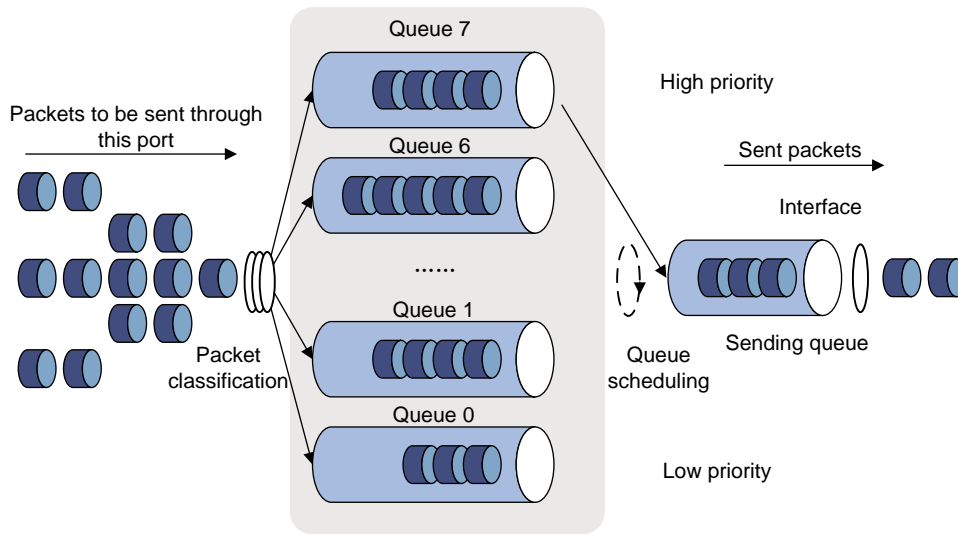 Queue 7
High priority
Packets to be sent through
this port
Queue 6
Sent packets
Interface
......
Queue 1
Packet
classification
Queue
scheduling
Sending queue
Queue 0
Low priority